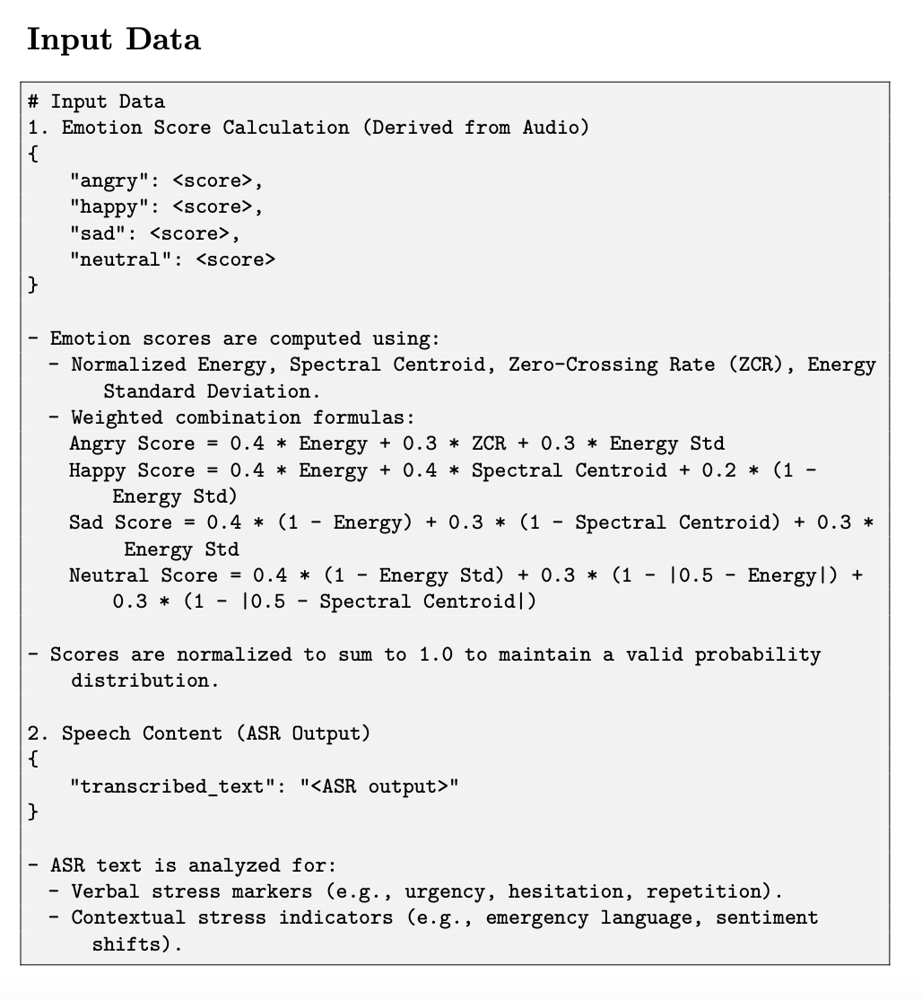 Input Data
# Input Data
1. Emotion Score Calculation (Derived from Audio)
{
"angry": <score>,
"happy": <score>,
"sad": <score>,
"neutral": <score>
}
- Emotion scores are computed using:
- Normalized Energy, Spectral Centroid, Zero-Crossing Rate (ZCR), Energy
Standard Deviation.
- Weighted combination formulas:
Angry Score = 0.4 * Energy + 0.3 * ZCR + 0.3 * Energy Std
Happy Score = 0.4 * Energy + 0.4 * Spectral Centroid + 0.2 * (1 -
Energy Std)
Sad Score = 0.4 * (1 - Energy) + 0.3 * (1 - Spectral Centroid) + 0.3 *
Energy Std
Neutral Score = 0.4 * (1 - Energy Std) + 0.3 * (1 - |0.5 - Energy|) +
0.3 * (1 - |0.5 - Spectral Centroid|)
- Scores are normalized to sum to 1.0 to maintain a valid probability
distribution.
2. Speech Content (ASR Output)
{
"transcribed_text": "<ASR output>"
}
- ASR text is analyzed for:
- Verbal stress markers (e.g., urgency, hesitation, repetition).
- Contextual stress indicators (e.g., emergency language, sentiment
shifts).